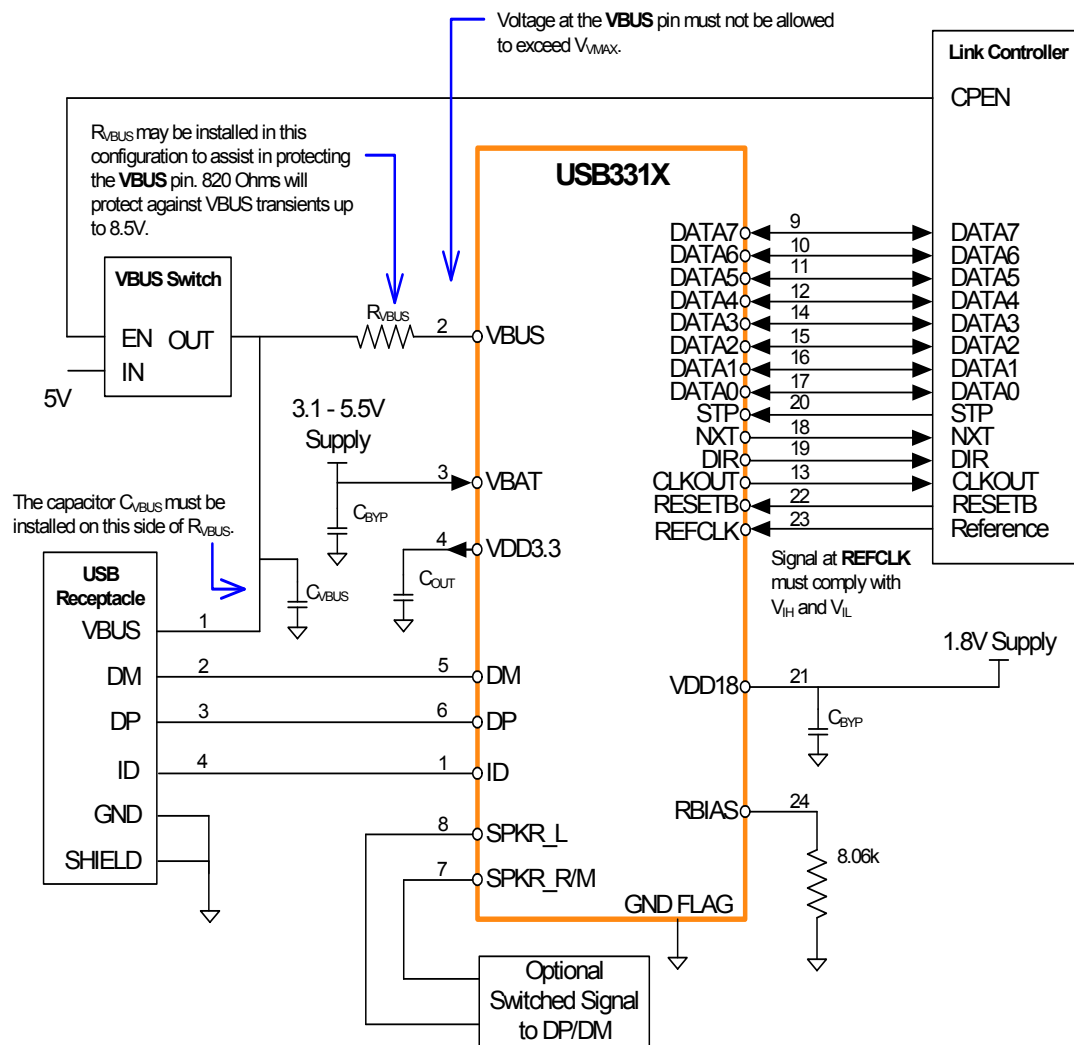 Voltage at the VBUS pin must not be allowed
to exceed VVMAX.
Link Controller
CPEN
RVBUS may be installed in this
configuration to assist in protecting
the VBUS pin. 820 Ohms will
protect against VBUS transients up
to 8.5V.
USB331X
VBUS Switch
EN OUT
IN
5V
RVBUS
2
VBUS
DATA7 9 DATA7
DATA6 10 DATA6
DATA5 11 DATA5
DATA4 12 DATA4
DATA3 14 DATA3
DATA2 15 DATA2
DATA1 16 DATA1
DATA0 17 DATA0
STP 20 STP
NXT 18 NXT
DIR 19 DIR
CLKOUT 13 CLKOUT
RESETB 22 RESETB
REFCLK 23 Reference
3.1 - 5.5V
Supply
3
VBAT
CBYP
4
VDD3.3
COUT
The capacitor CVBUS must be
installed on this side of RVBUS.
CVBUS
Signal at REFCLK
must comply with
VIH and VIL
USB
Receptacle
VBUS 1
DM 2 5 DM
DP 3 6 DP
ID 4 1 ID
GND
SHIELD
8 SPKR_L
7 SPKR_R/M
1.8V Supply
VDD18 21
CBYP
RBIAS 24
8.06k
GND FLAG
Optional
Switched Signal
to DP/DM